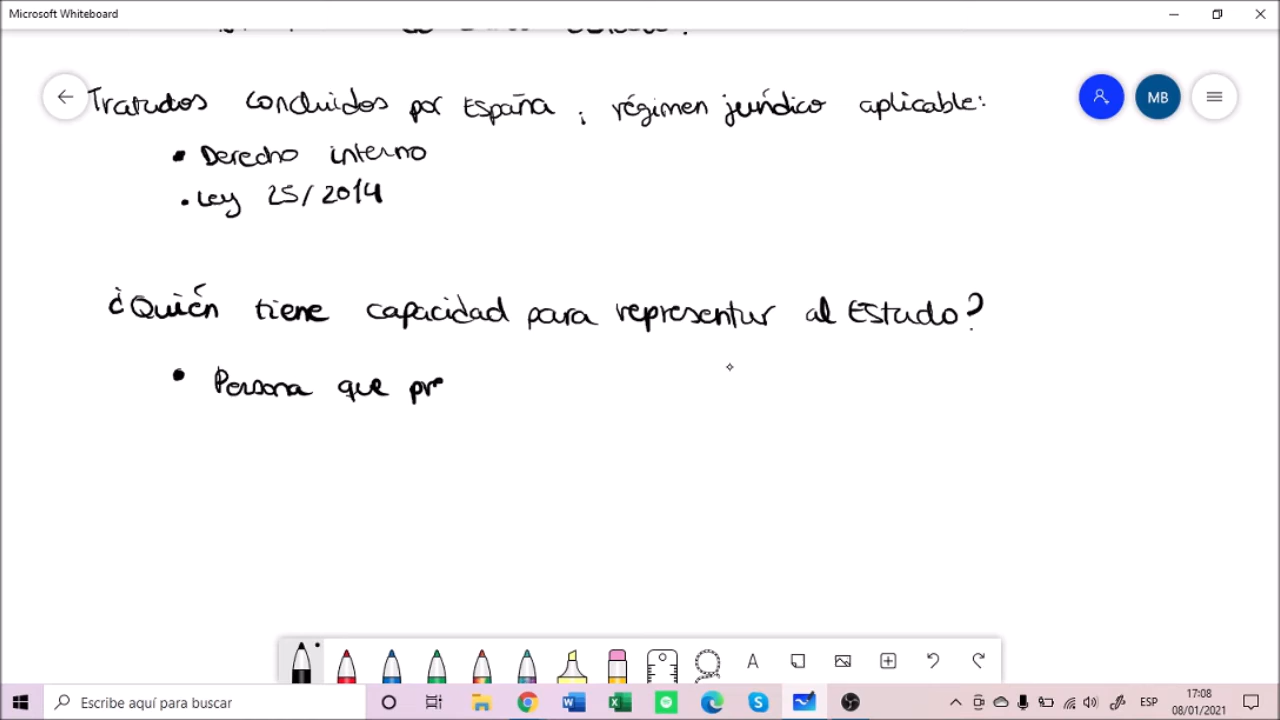 Microsoft Whiteboard
Tratados concluidos por España ; régimen jurídico aplicable:
MB
• Derecho interno
• Ley 25/2014
¿Quién tiene capacidad para representar al Estado?
• Persona que pr
A
Escribe aquí para buscar
ESP
17:08
08/01/2021